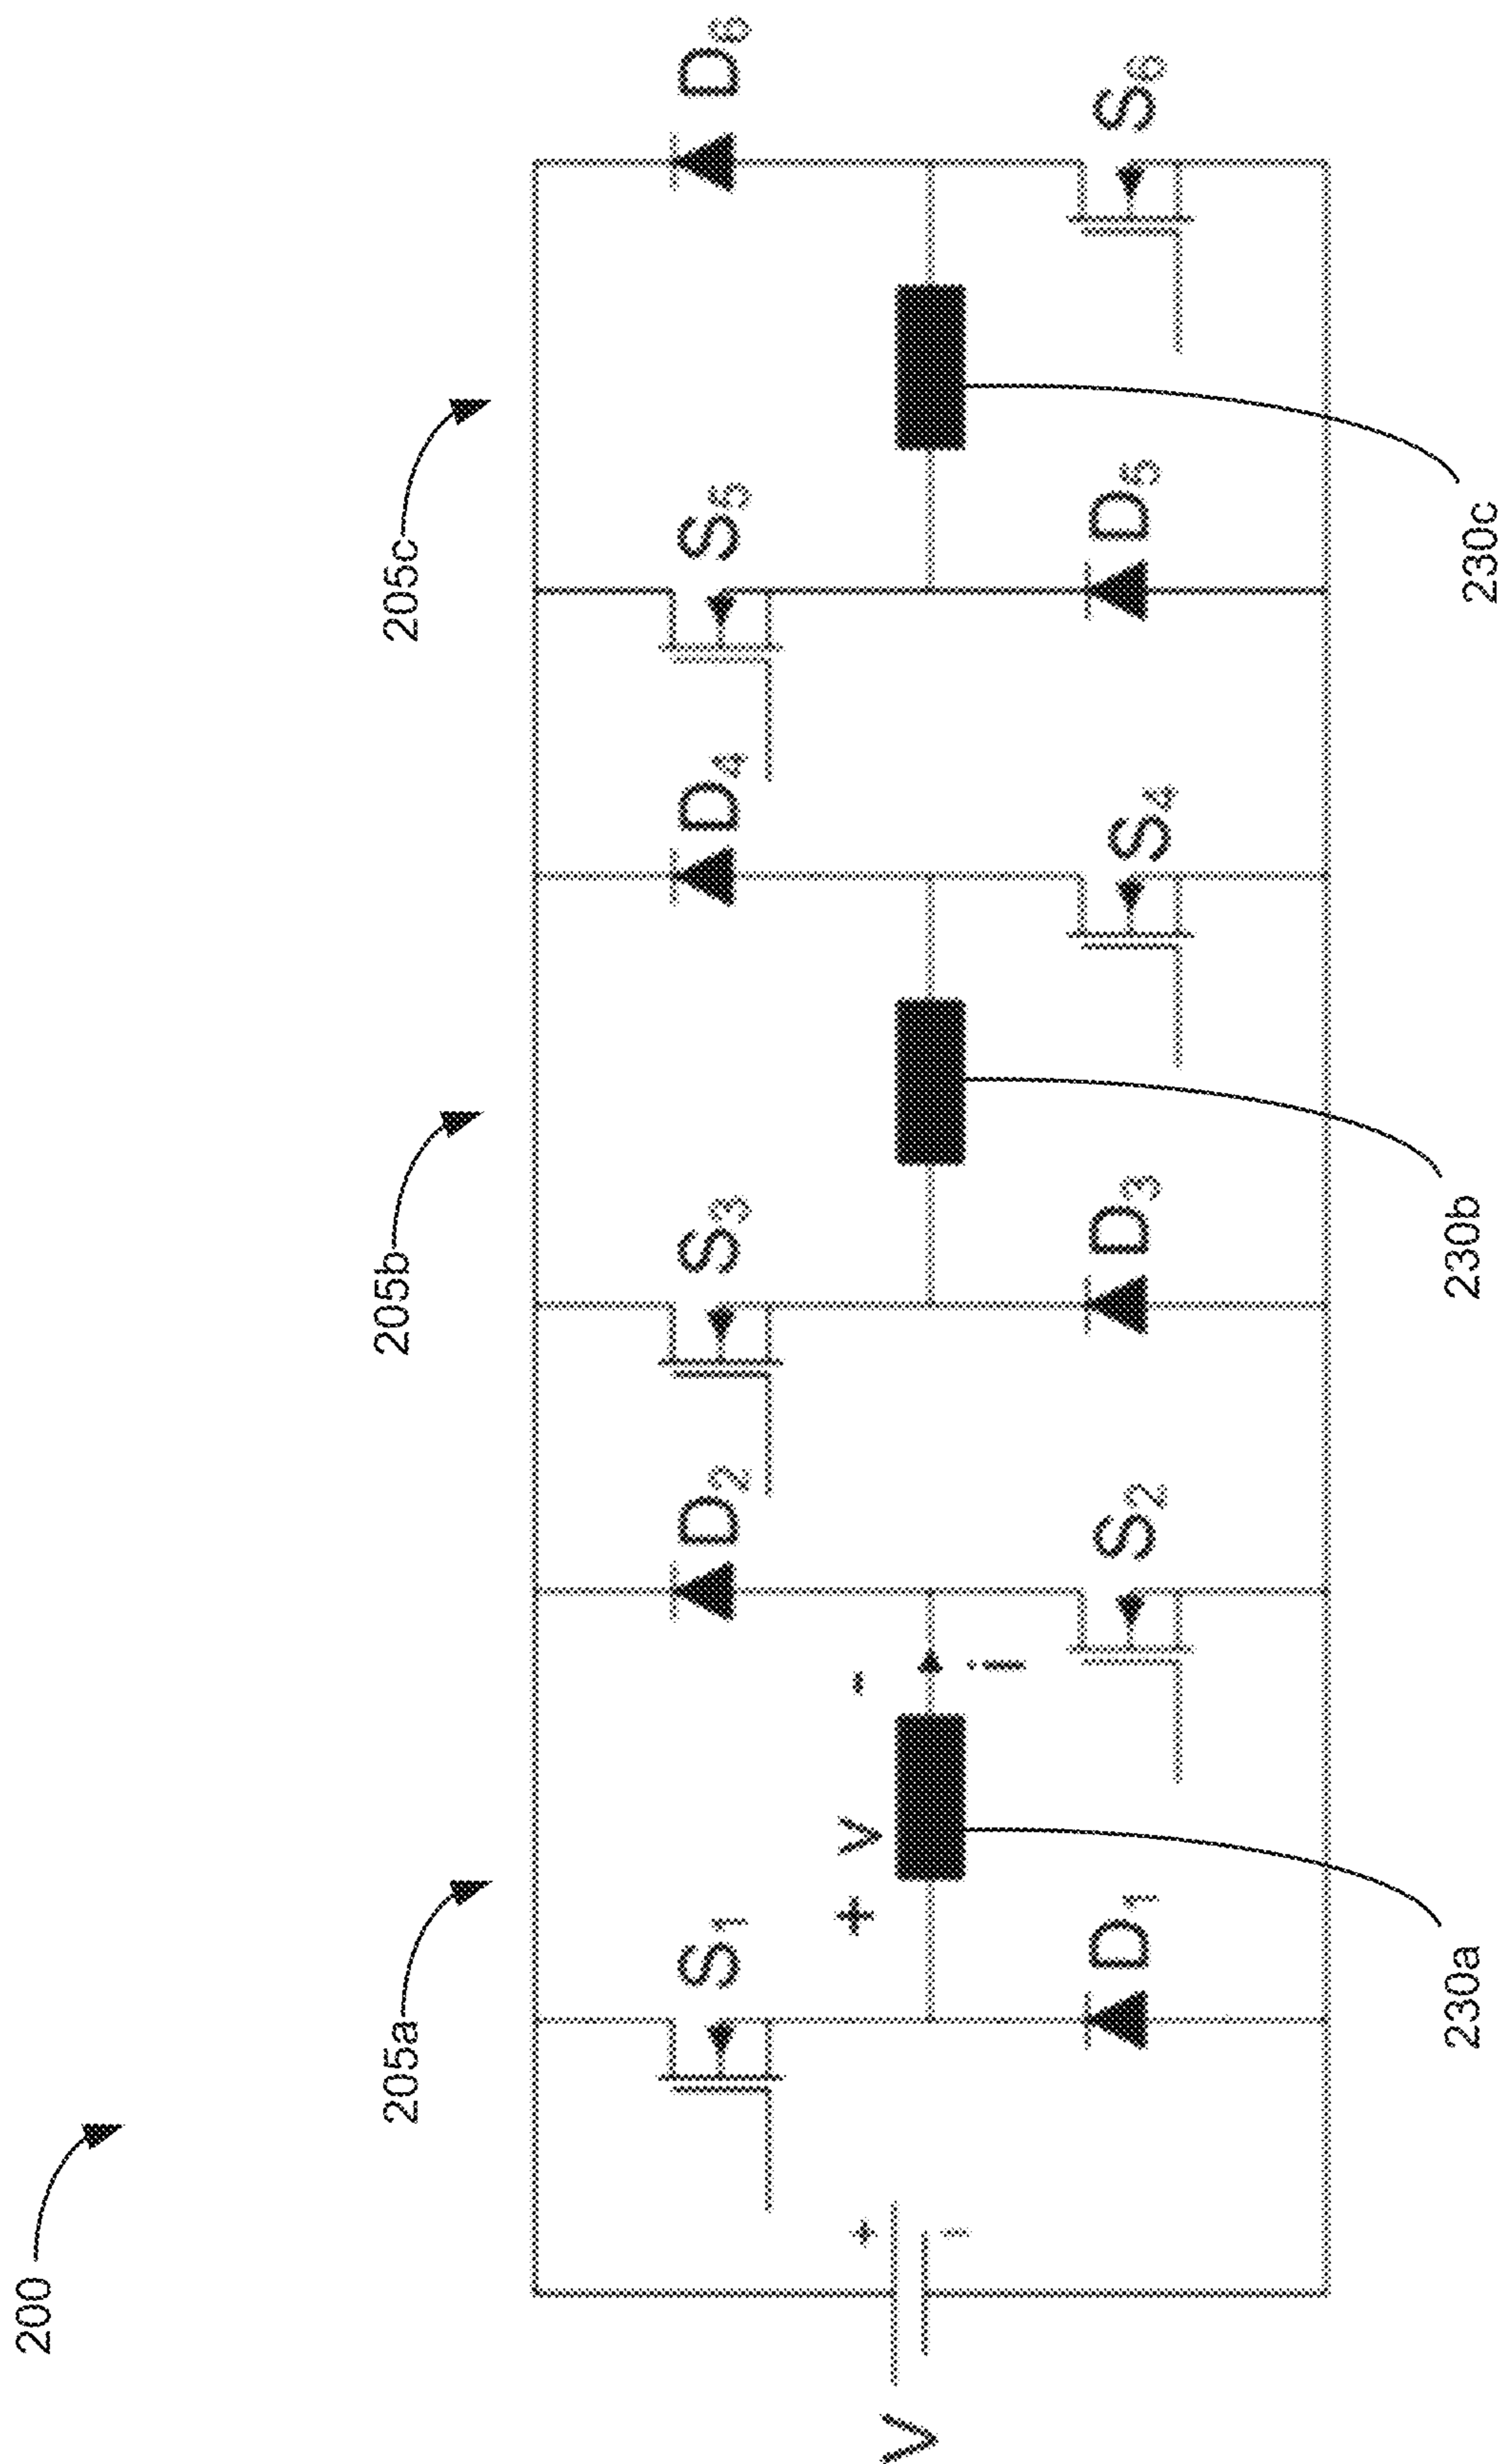 200
205a
205b
205c
S1
D2
S3
D4
S5
D6
V
+
-
+ v -
i
D1
S2
D3
S4
D5
S6
230a
230b
230c